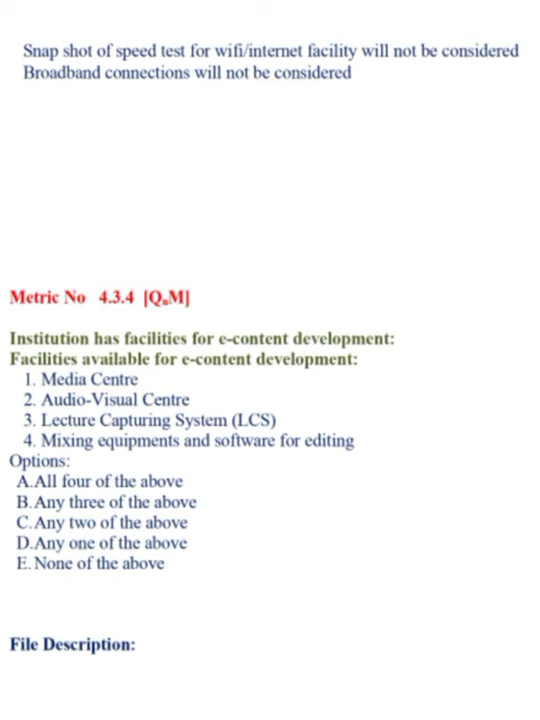 Snap shot of speed test for wifi/internet facility will not be considered
Broadband connections will not be considered
Metric No 4.3.4 [QnM]
Institution has facilities for e-content development:
Facilities available for e-content development:
1. Media Centre
2. Audio-Visual Centre
3. Lecture Capturing System (LCS)
4. Mixing equipments and software for editing
Options:
A.All four of the above
B.Any three of the above
C.Any two of the above
D.Any one of the above
E. None of the above
File Description: